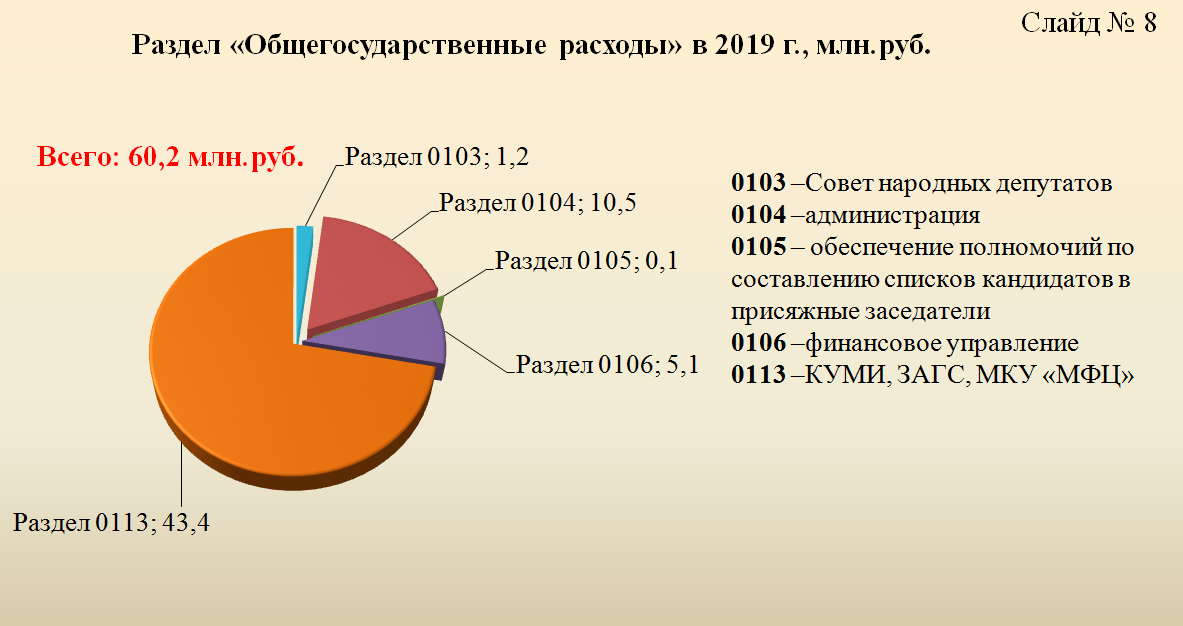 Слайд № 8
Раздел «Общегосударственные расходы» в 2019 г., млн.руб.
Всего: 60,2 млн.руб.
Раздел 0103; 1,2
Раздел 0104; 10,5
Раздел 0105; 0,1
Раздел 0106; 5,1
Раздел 0113; 43,4
0103 –Совет народных депутатов
0104 –администрация
0105 – обеспечение полномочий по
составлению списков кандидатов в
присяжные заседатели
0106 –финансовое управление
0113 –КУМИ, ЗАГС, МКУ «МФЦ»